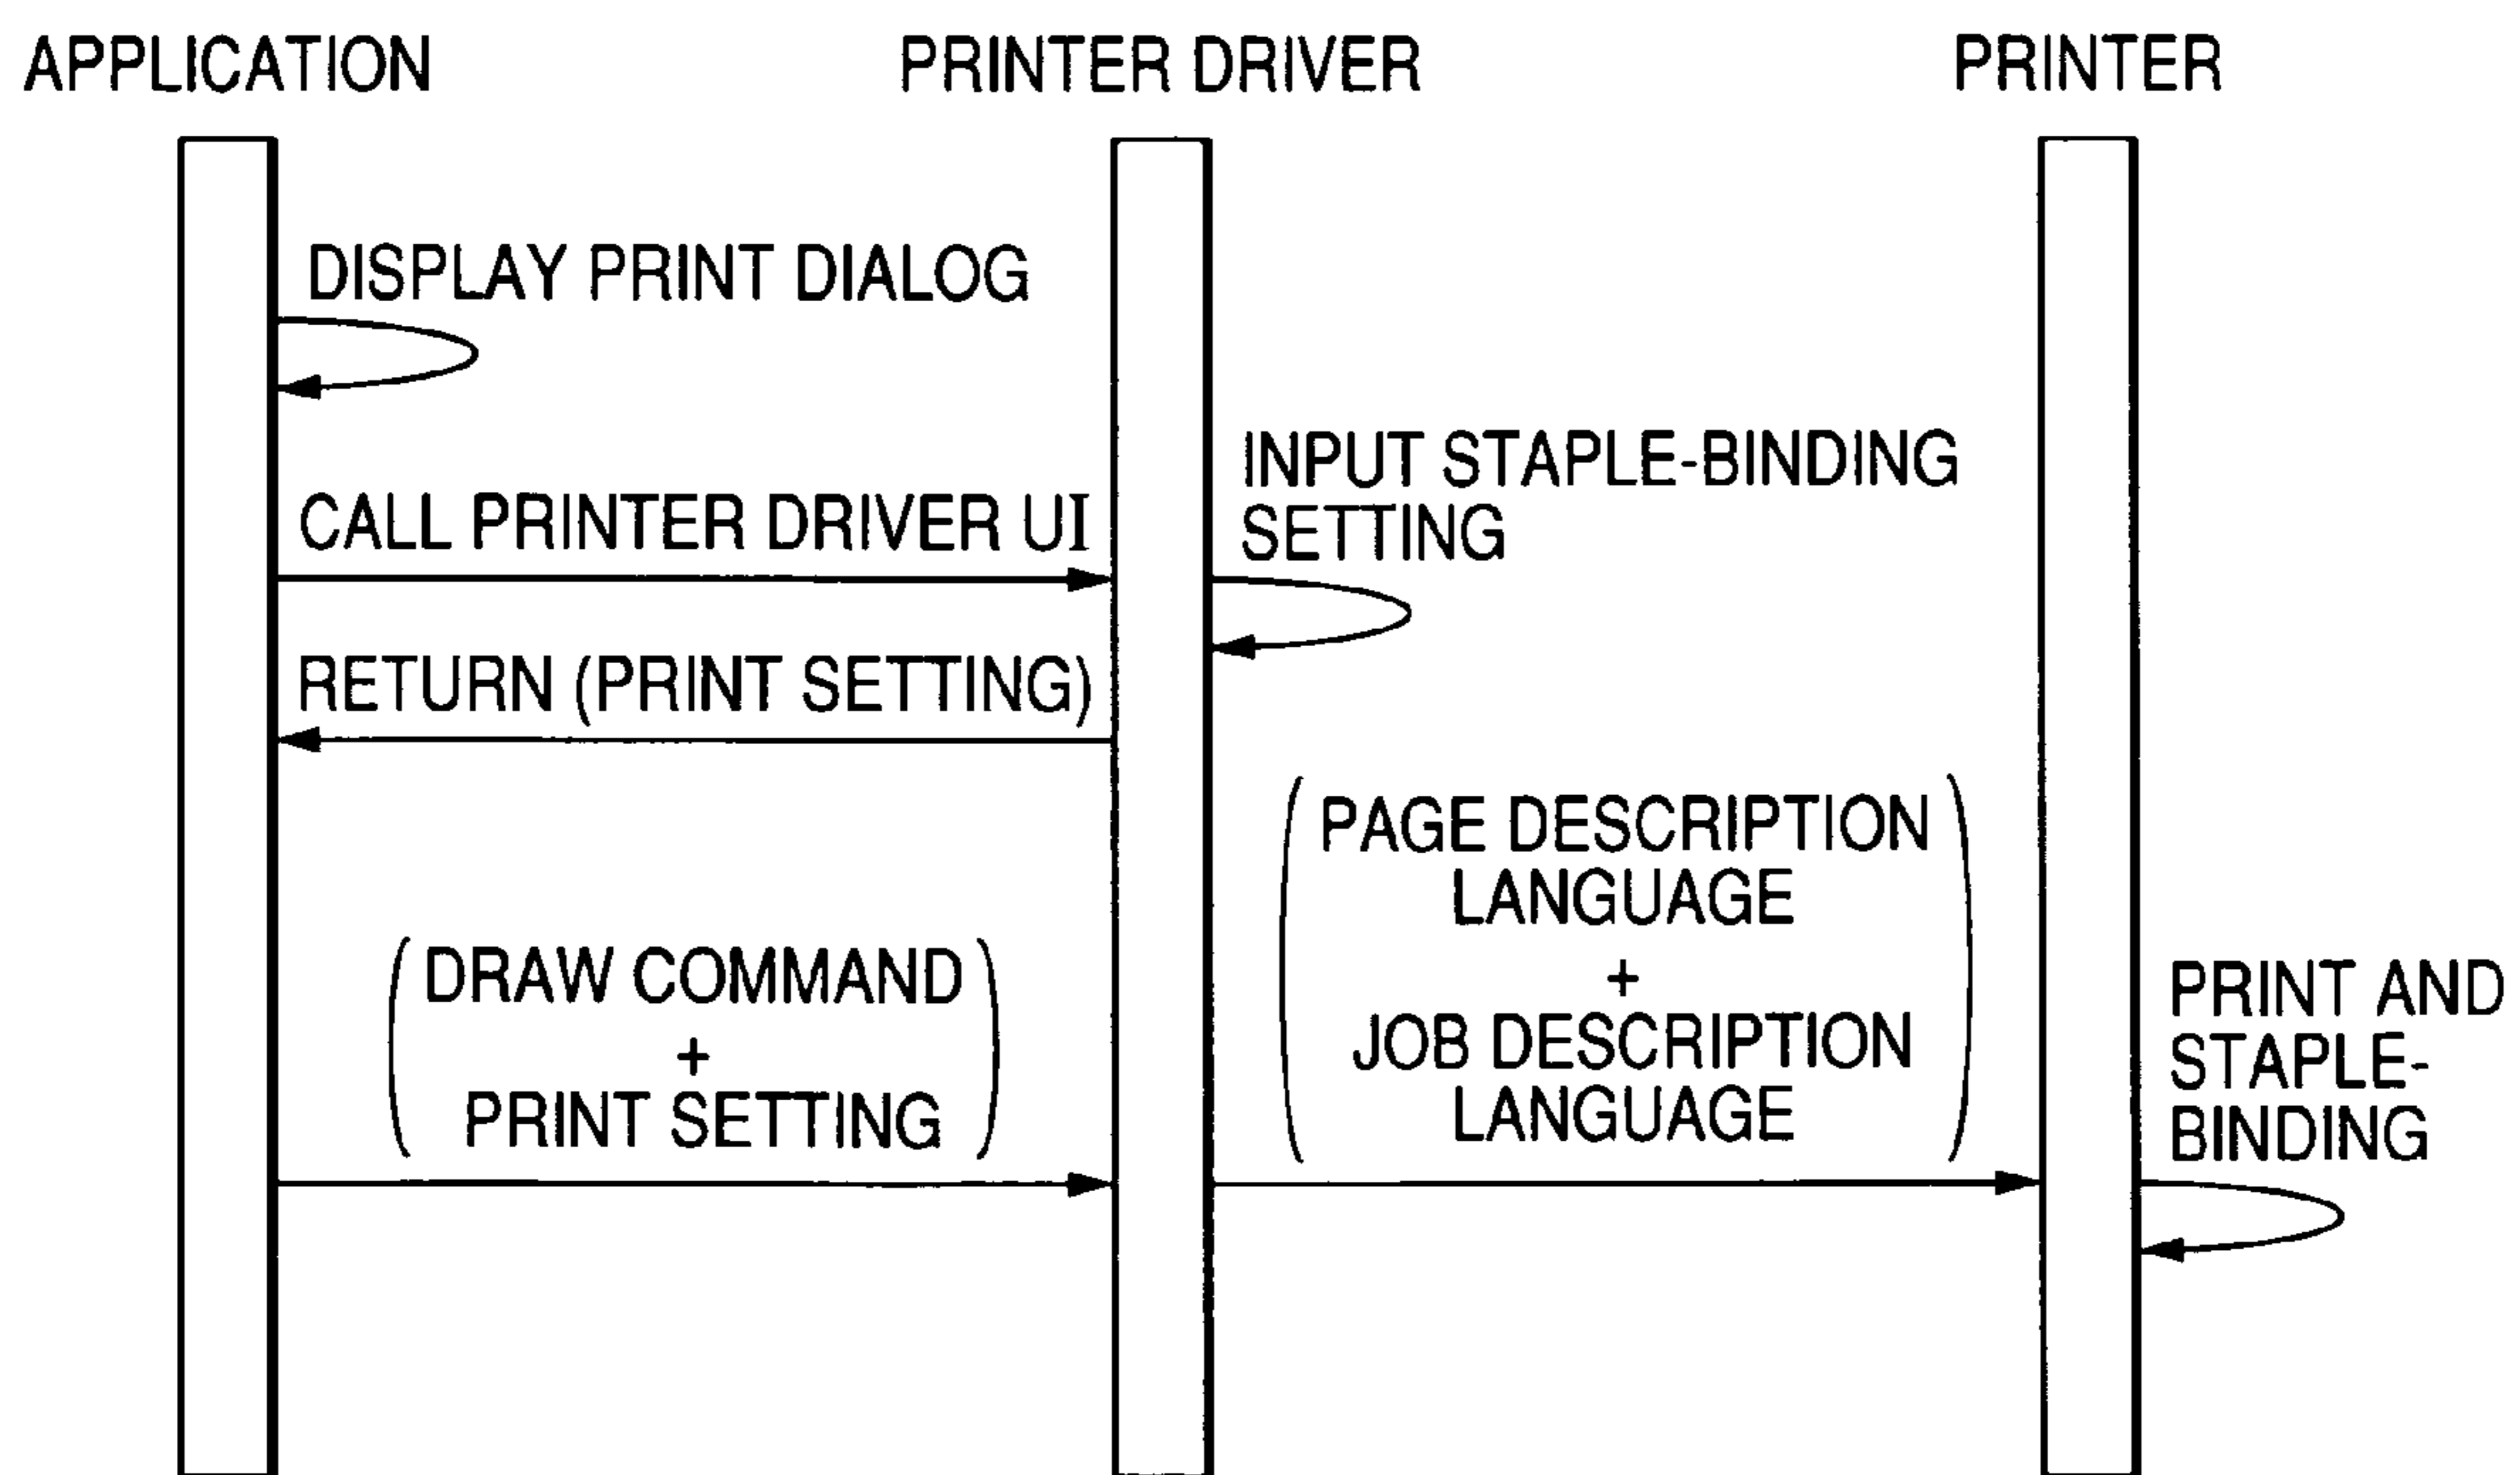 APPLICATION
PRINTER DRIVER
PRINTER
DISPLAY PRINT DIALOG
INPUT STAPLE-BINDING
SETTING
CALL PRINTER DRIVER UI
RETURN (PRINT SETTING)
(DRAW COMMAND
+
PRINT SETTING)
(PAGE DESCRIPTION
LANGUAGE
+
JOB DESCRIPTION
LANGUAGE)
PRINT AND
STAPLE-
BINDING